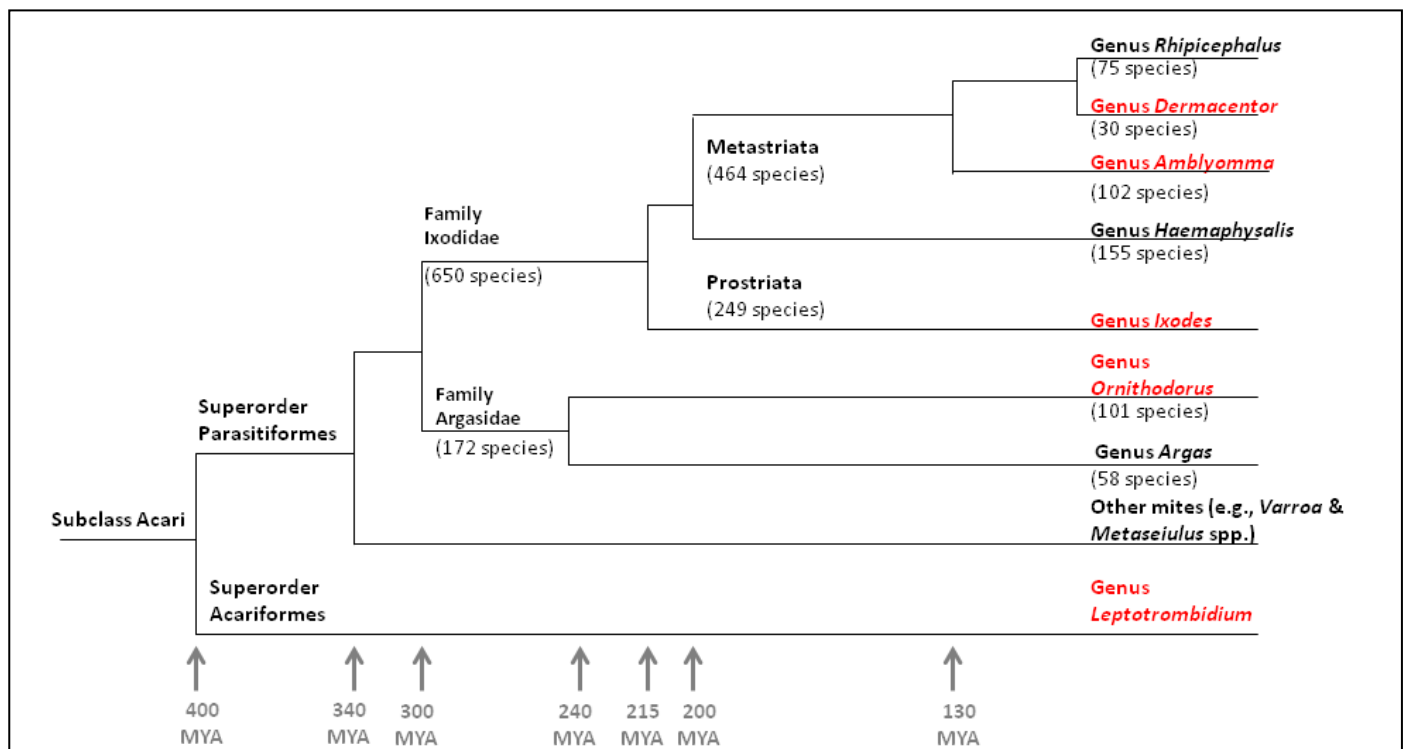 Genus Rhipicephalus
(75 species)
Genus Dermacentor
(30 species)
Metastriata
(464 species)
Genus Amblyomma
(102 species)
Family
Ixodidae
(650 species)
Genus Haemaphysalis
(155 species)
Prostriata
(249 species)
Genus Ixodes
Genus
Ornithodorus
(101 species)
Family
Argasidae
(172 species)
Superorder
Parasitiformes
Genus Argas
(58 species)
Other mites (e.g., Varroa &
Metaseiulus spp.)
Subclass Acari
Superorder
Acariformes
Genus
Leptotrombidium
400
MYA
340
MYA
300
MYA
240
MYA
215
MYA
200
MYA
130
MYA